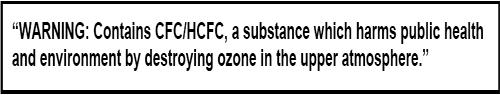 “WARNING: Contains CFC/HCFC, a substance which harms public health
and environment by destroying ozone in the upper atmosphere.”